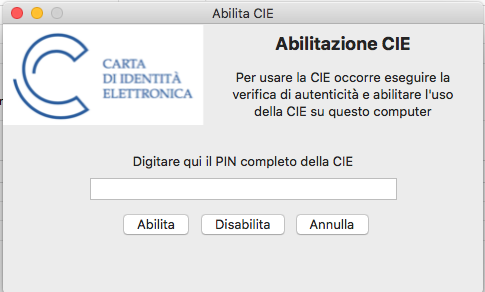 Abilita CIE
CARTA
DI IDENTITÀ
ELETTRONICA
Abilitazione CIE
Per usare la CIE occorre eseguire la
verifica di autenticità e abilitare l'uso
della CIE su questo computer
Digitare qui il PIN completo della CIE
Abilita
Disabilita
Annulla